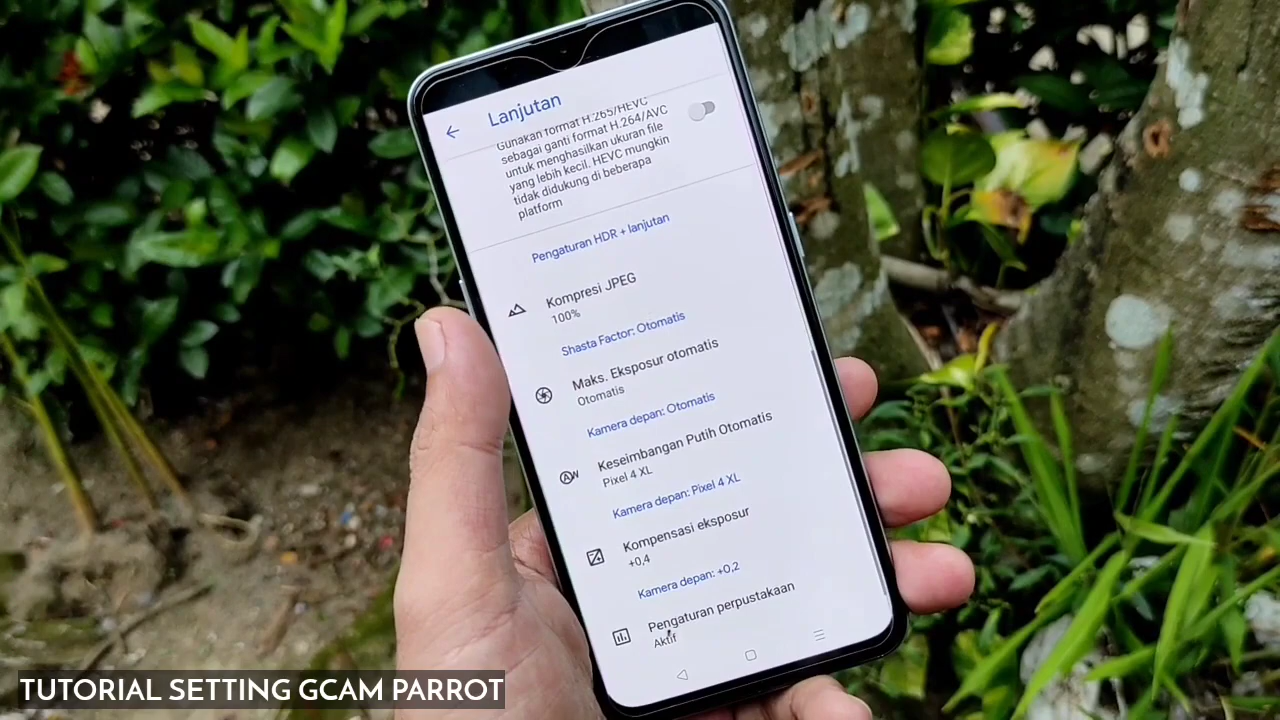 Lanjutan
Gunakan format H.265/HEVC
sebagai ganti format H.264/AVC
untuk menghasilkan ukuran file
yang lebih kecil. HEVC mungkin
tidak didukung di beberapa
platform
Pengaturan HDR + lanjutan
Kompresi JPEG
100%
Shasta Factor: Otomatis
Maks. Eksposur otomatis
Otomatis
Kamera depan: Otomatis
Keseimbangan Putih Otomatis
Pixel 4 XL
Kamera depan: Pixel 4 XL
Kompensasi eksposur
+0,4
Kamera depan: +0,2
Pengaturan perpustakaan
Aktif
TUTORIAL SETTING GCAM PARROT